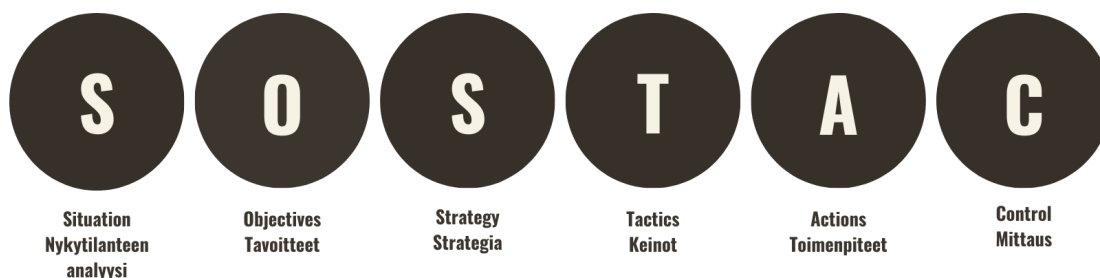 S O S T A C
Situation
Nykytilanteen
analyysi
Objectives
Tavoitteet
Strategy
Strategia
Tactics
Keinot
Actions
Toimenpiteet
Control
Mittaus